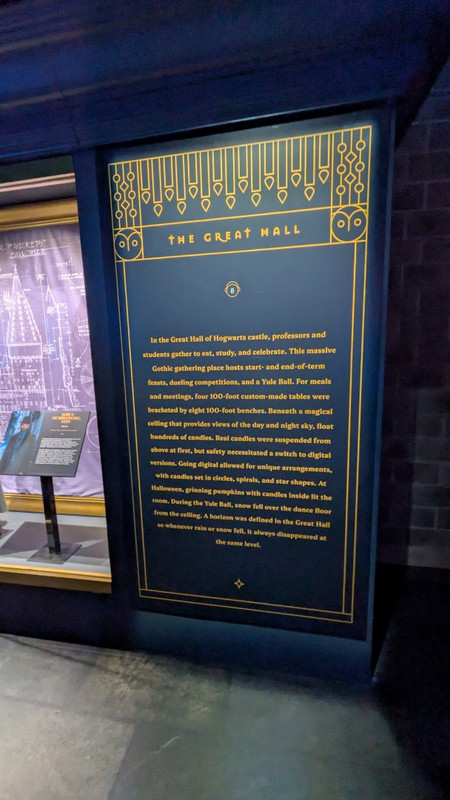 THE GREAT HALL
8
In the Great Hall of Hogwarts castle, professors and
students gather to eat, study, and celebrate. This massive
Gothic gathering place hosts start- and end-of-term
feasts, dueling competitions, and a Yule Ball. For meals
and meetings, four 100-foot custom-made tables were
bracketed by eight 100-foot benches. Beneath a magical
ceiling that provides views of the day and night sky, float
hundreds of candles. Real candles were suspended from
above at first, but safety necessitated a switch to digital
versions. Going digital allowed for unique arrangements,
with candles set in circles, spirals, and star shapes. At
Halloween, grinning pumpkins with candles inside lit the
room. During the Yule Ball, snow fell over the dance floor
from the ceiling. A horizon was defined in the Great Hall
so whenever rain or snow fell, it always disappeared at
the same level.